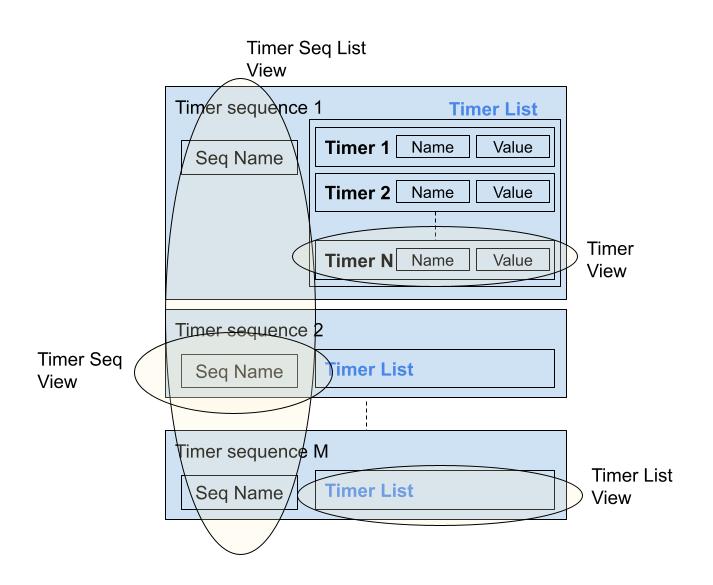 Timer Seq List
View
Timer sequence 1
Timer List
Seq Name
Timer 1 Name Value
Timer 2 Name Value
Timer N Name Value
Timer
View
Timer sequence 2
Timer Seq
View
Seq Name
Timer List
Timer sequence M
Seq Name
Timer List
Timer List
View